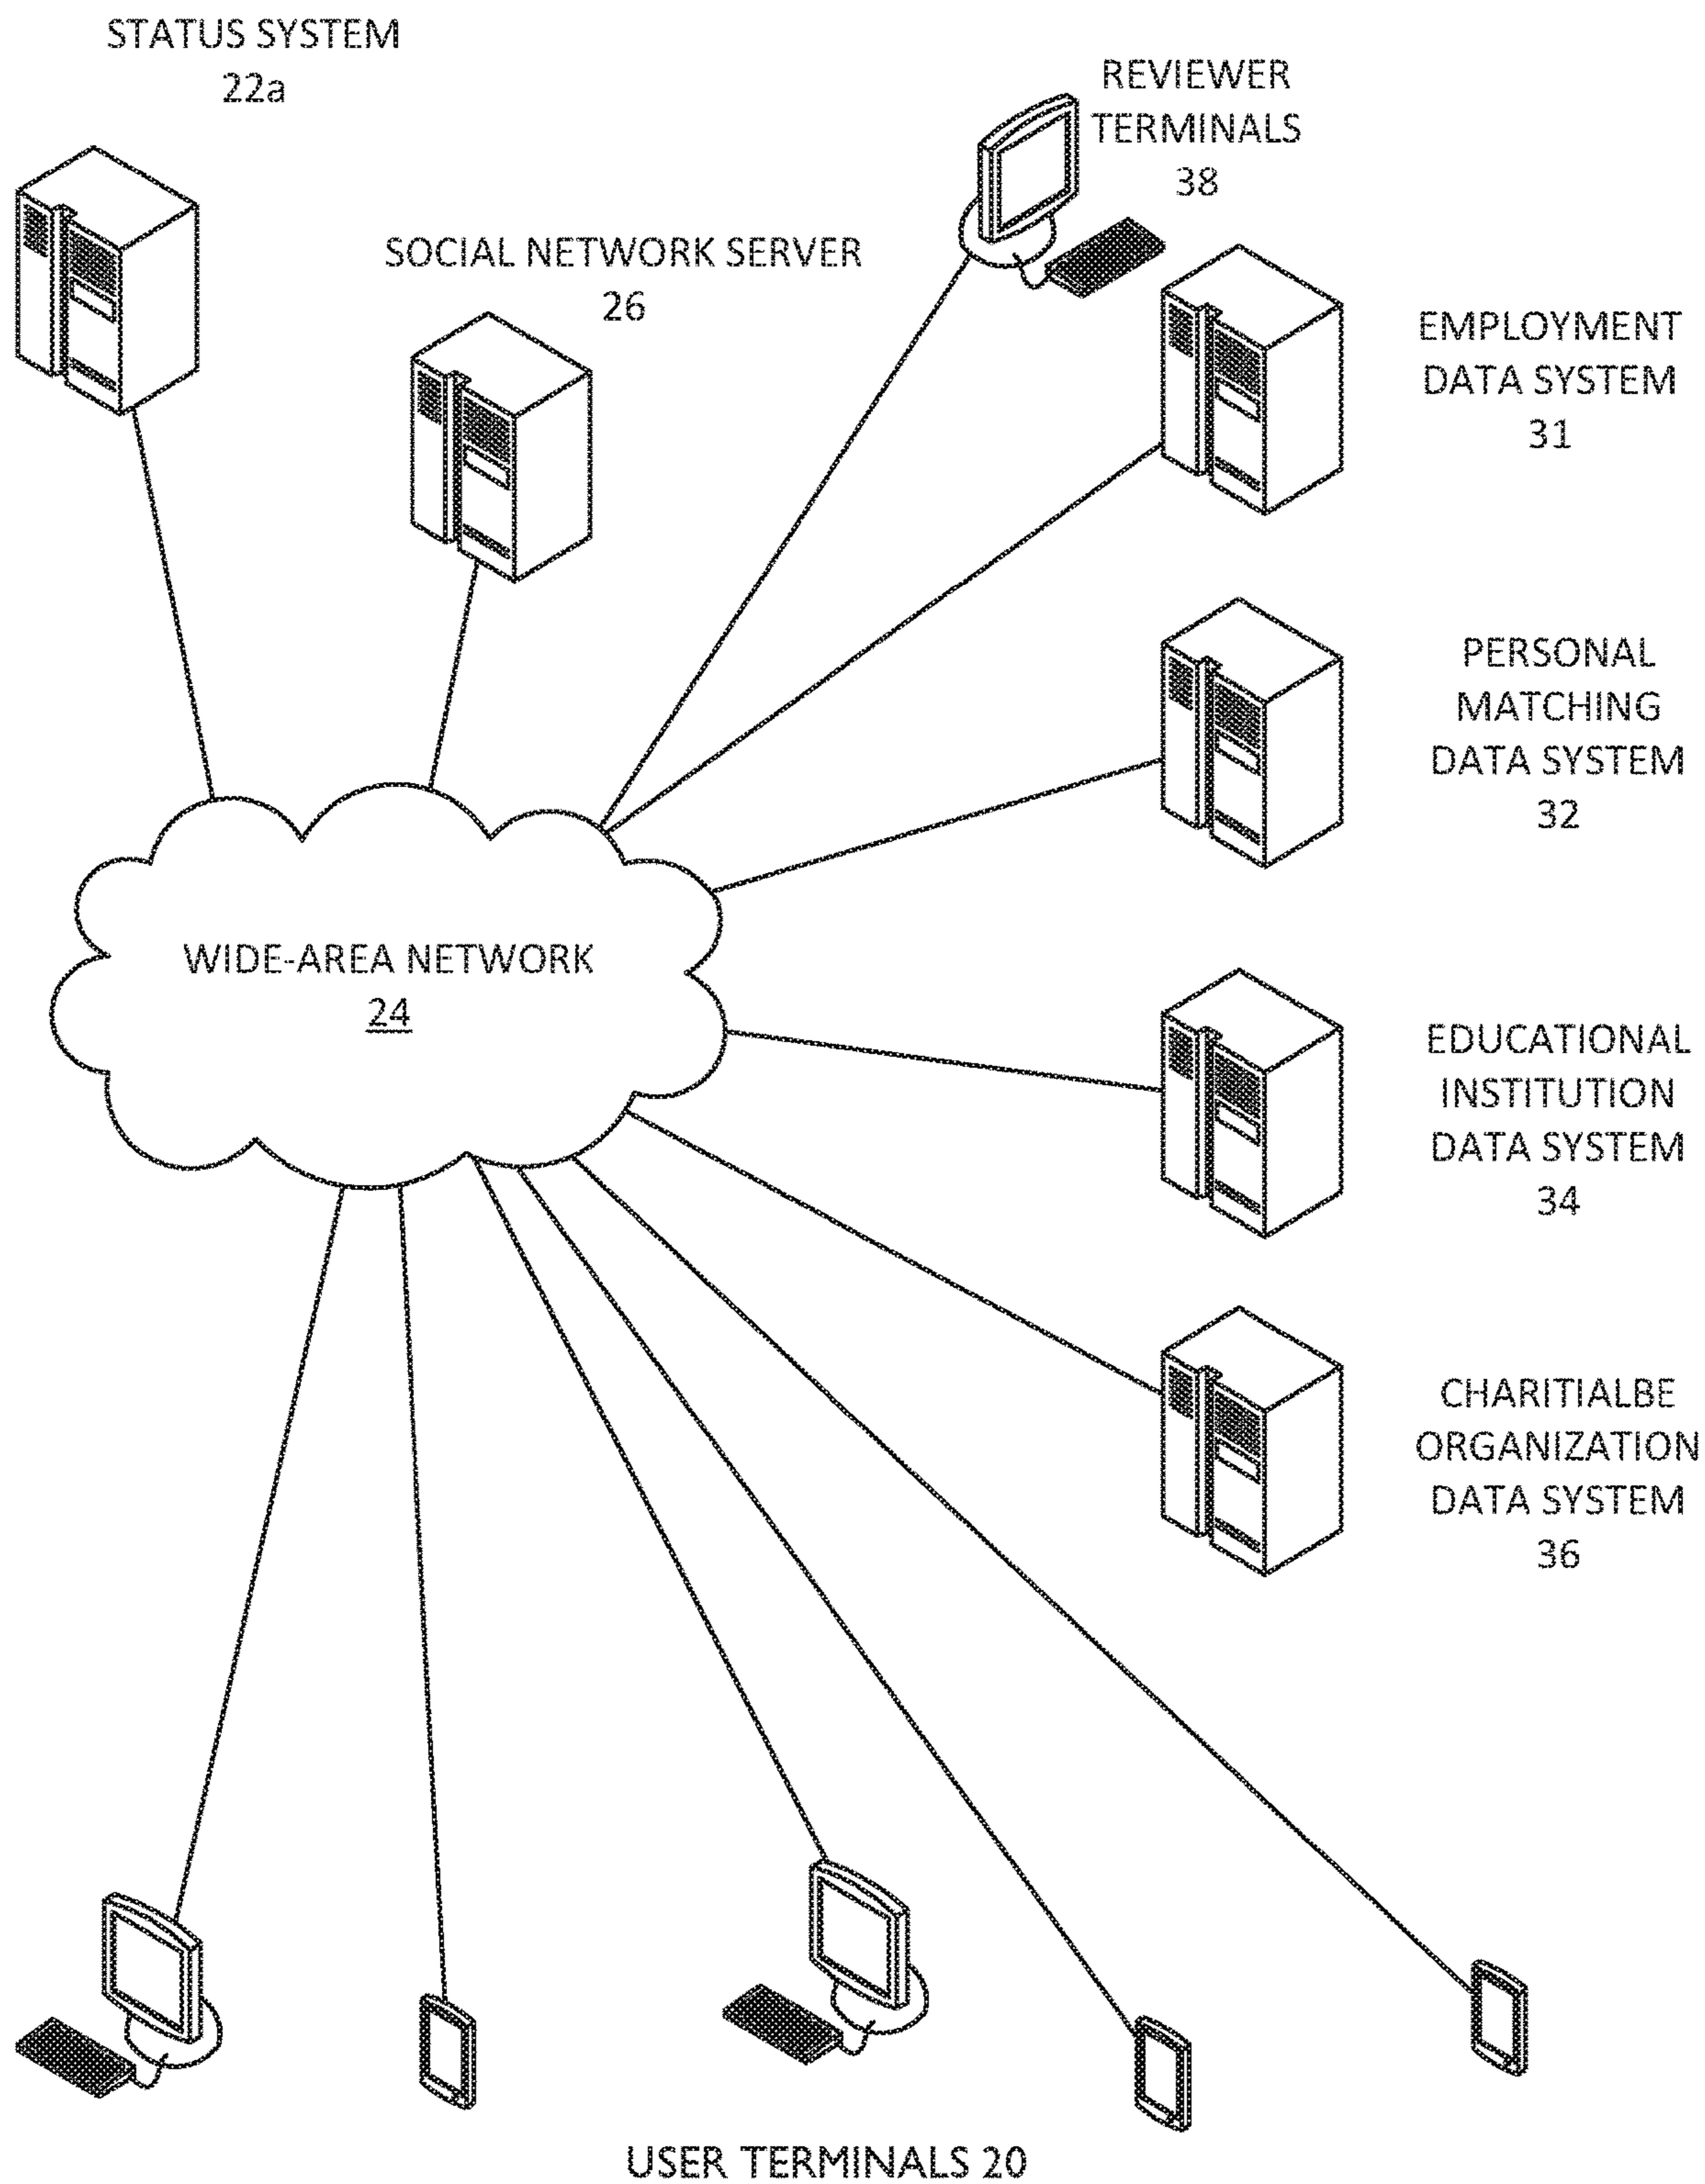 STATUS SYSTEM
22a
REVIEWER
TERMINALS
38
SOCIAL NETWORK SERVER
26
EMPLOYMENT
DATA SYSTEM
31
PERSONAL
MATCHING
DATA SYSTEM
32
WIDE-AREA NETWORK
24
EDUCATIONAL
INSTITUTION
DATA SYSTEM
34
CHARITIALBE
ORGANIZATION
DATA SYSTEM
36
USER TERMINALS 20